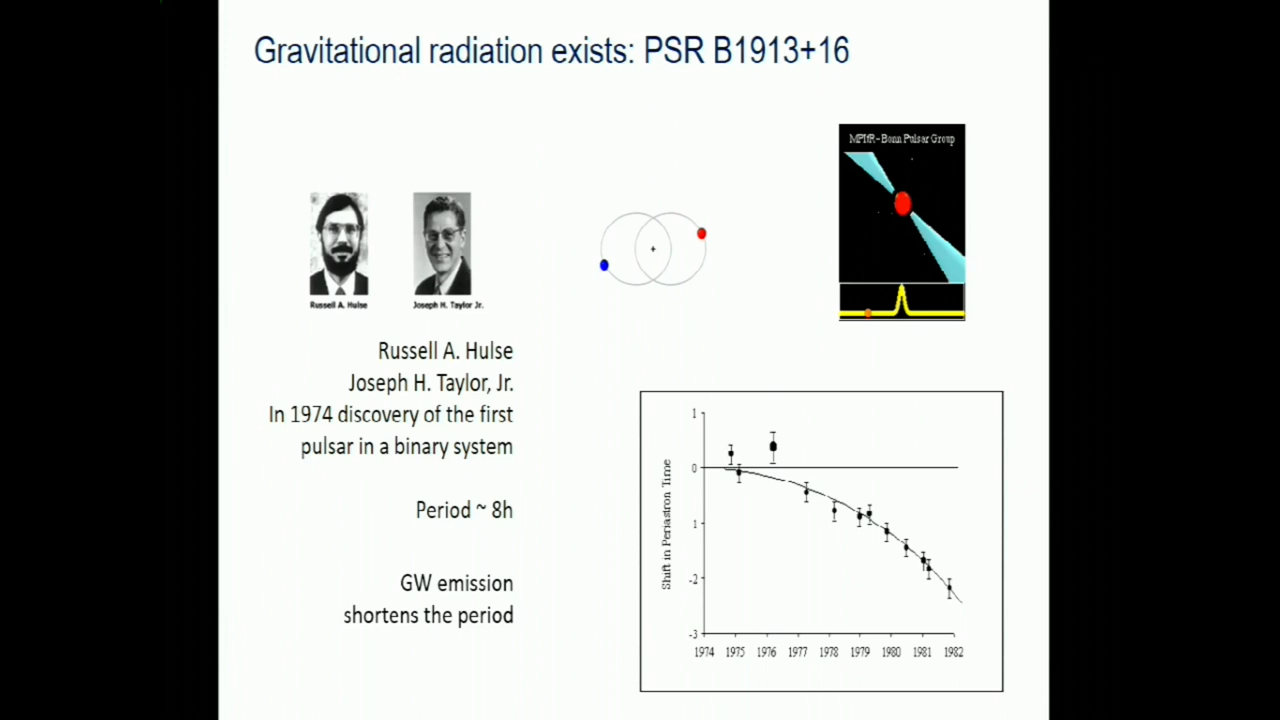 Gravitational radiation exists: PSR B1913+16
MPIfR-Bonn Pulsar Group
Russell A. Hulse
Joseph H. Taylor Jr.
Russell A. Hulse
Joseph H. Taylor, Jr.
In 1974 discovery of the first
pulsar in a binary system
Period ~ 8h
GW emission
shortens the period
Shift in Periastron Time
1
0
1
-2
-3
1974 1975 1976 1977 1978 1979 1980 1981 1982